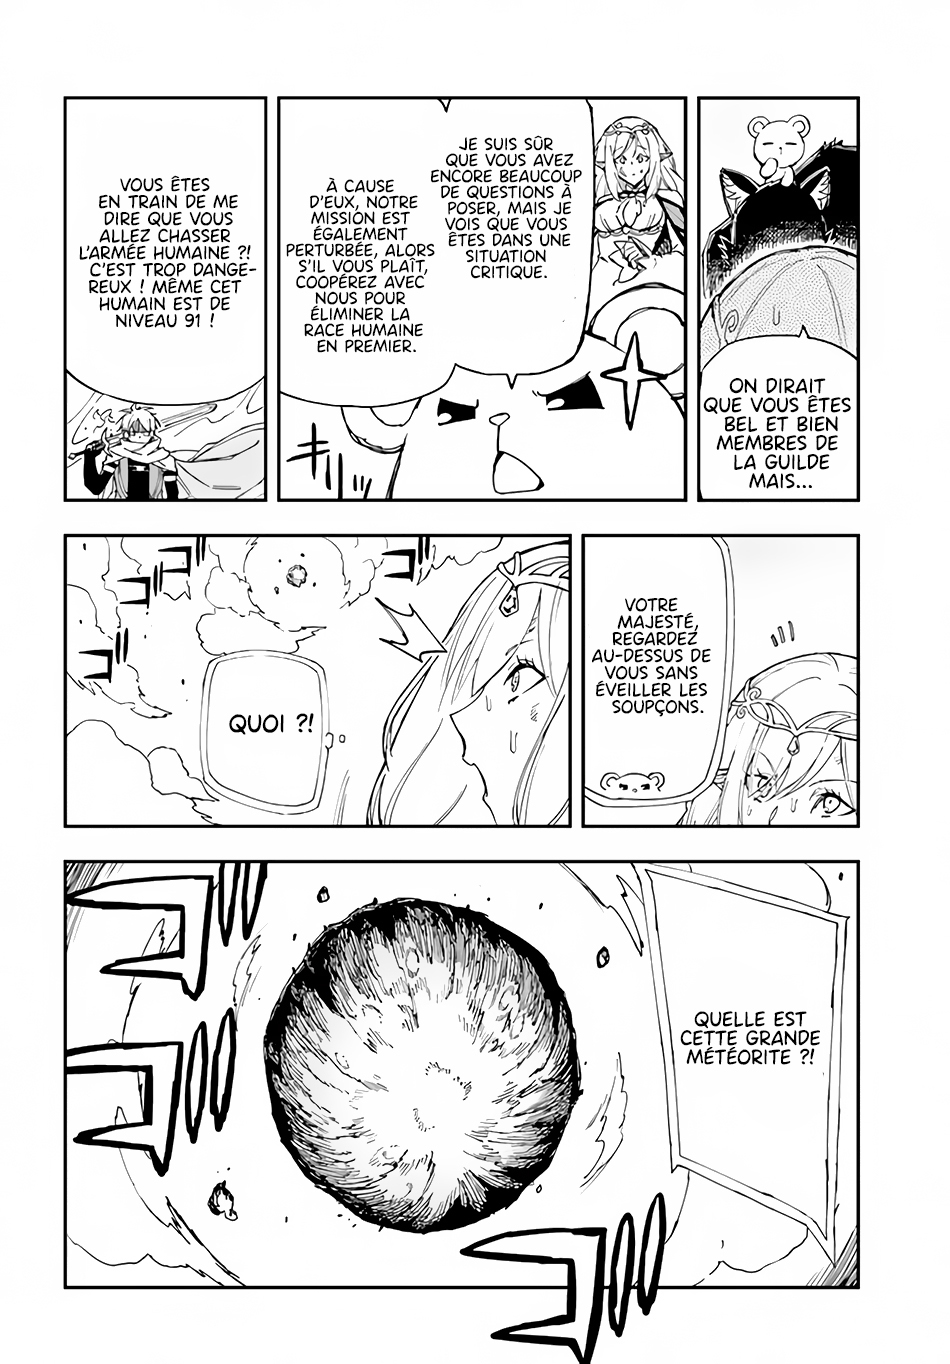 ON DIRAIT
QUE VOUS ÊTES
BEL ET BIEN
MEMBRES DE
LA GUILDE
MAIS...
JE SUIS SÛR
QUE VOUS AVEZ
ENCORE BEAUCOUP
DE QUESTIONS À
POSER, MAIS JE
VOIS QUE VOUS
ÊTES DANS UNE
SITUATION
CRITIQUE.
À CAUSE
D'EUX, NOTRE
MISSION EST
ÉGALEMENT
PERTURBÉE, ALORS
S'IL VOUS PLAÎT,
COOPÉREZ AVEC
NOUS POUR
ÉLIMINER LA
RACE HUMAINE
EN PREMIER.
VOUS ÊTES
EN TRAIN DE ME
DIRE QUE VOUS
ALLEZ CHASSER
L'ARMÉE HUMAINE ?!
C'EST TROP DANGE-
REUX ! MÊME CET
HUMAIN EST DE
NIVEAU 91 !
VOTRE
MAJESTÉ,
REGARDEZ
AU-DESSUS DE
VOUS SANS
ÉVEILLER LES
SOUPÇONS.
QUOI ?!
QUELLE EST
CETTE GRANDE
MÉTÉORITE ?!